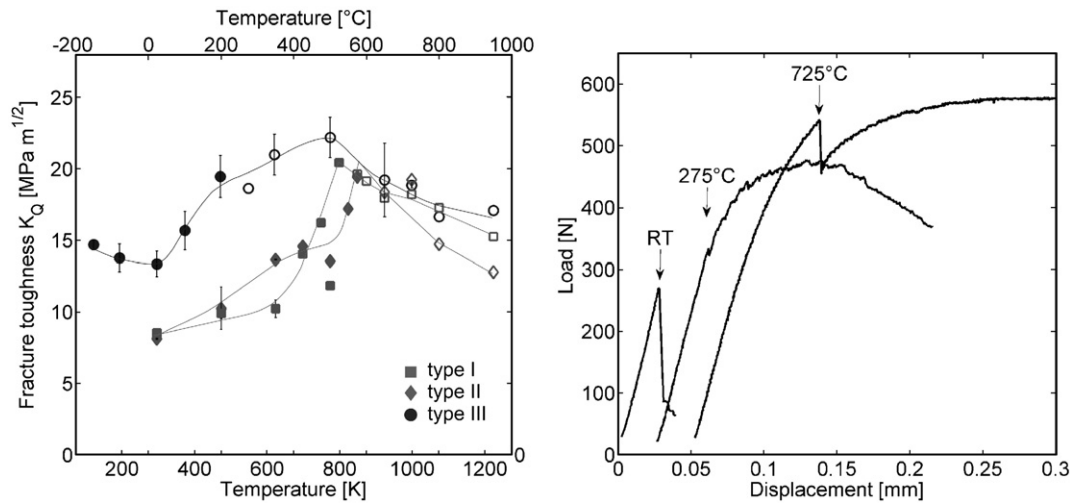 Temperature [°C]
-200 0 200 400 600 800 1000
Fracture toughness K_Q [MPa m^1/2]
25
20
15
10
5
0
0
type I
type II
type III
200 400 600 800 1000 1200
Temperature [K]
Load [N]
600
500
400
300
200
100
0
725°C
275°C
RT
0 0.05 0.1 0.15 0.2 0.25 0.3
Displacement [mm]